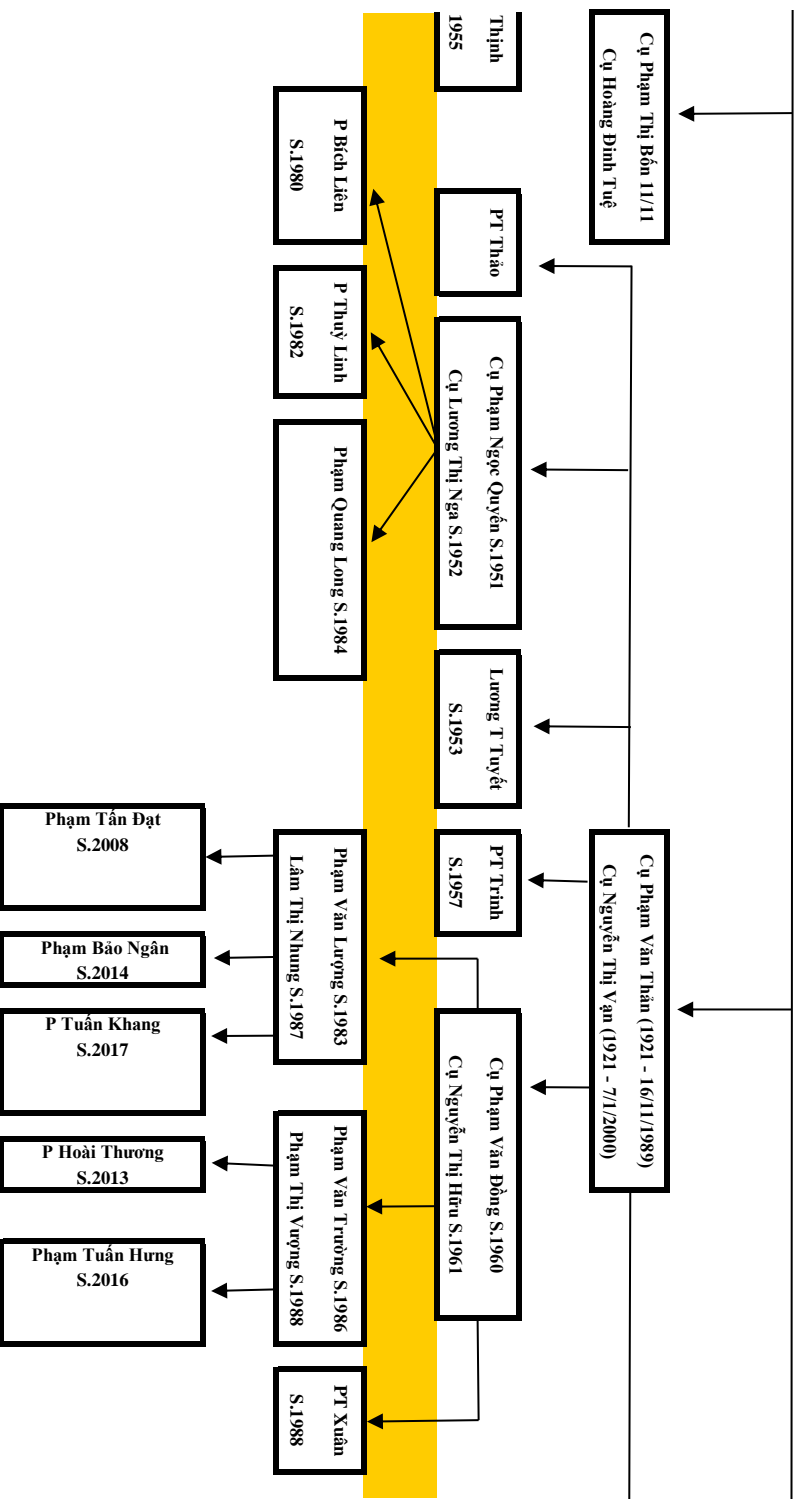 Cụ Phạm Thị Bốn 11/11
Cụ Hoàng Đình Tuệ
Cụ Phạm Văn Thản (1921 - 16/11/1989)
Cụ Nguyễn Thị Vạn (1921 - 7/1/2000)
Thịnh
1955
PT Thảo
Cụ Phạm Ngọc Quyến S.1951
Cụ Lương Thị Nga S.1952
Lương T Tuyết
S.1953
PT Trinh
S.1957
Cụ Phạm Văn Đồng S.1960
Cụ Nguyễn Thị Hữu S.1961
P Bích Liên
S.1980
P Thuỳ Linh
S.1982
Phạm Quang Long S.1984
Phạm Văn Lượng S.1983
Lâm Thị Nhung S.1987
Phạm Văn Trường S.1986
Phạm Thị Vượng S.1988
PT Xuân
S.1988
Phạm Tấn Đạt
S.2008
Phạm Bảo Ngân
S.2014
P Tuấn Khang
S.2017
P Hoài Thương
S.2013
Phạm Tuấn Hưng
S.2016